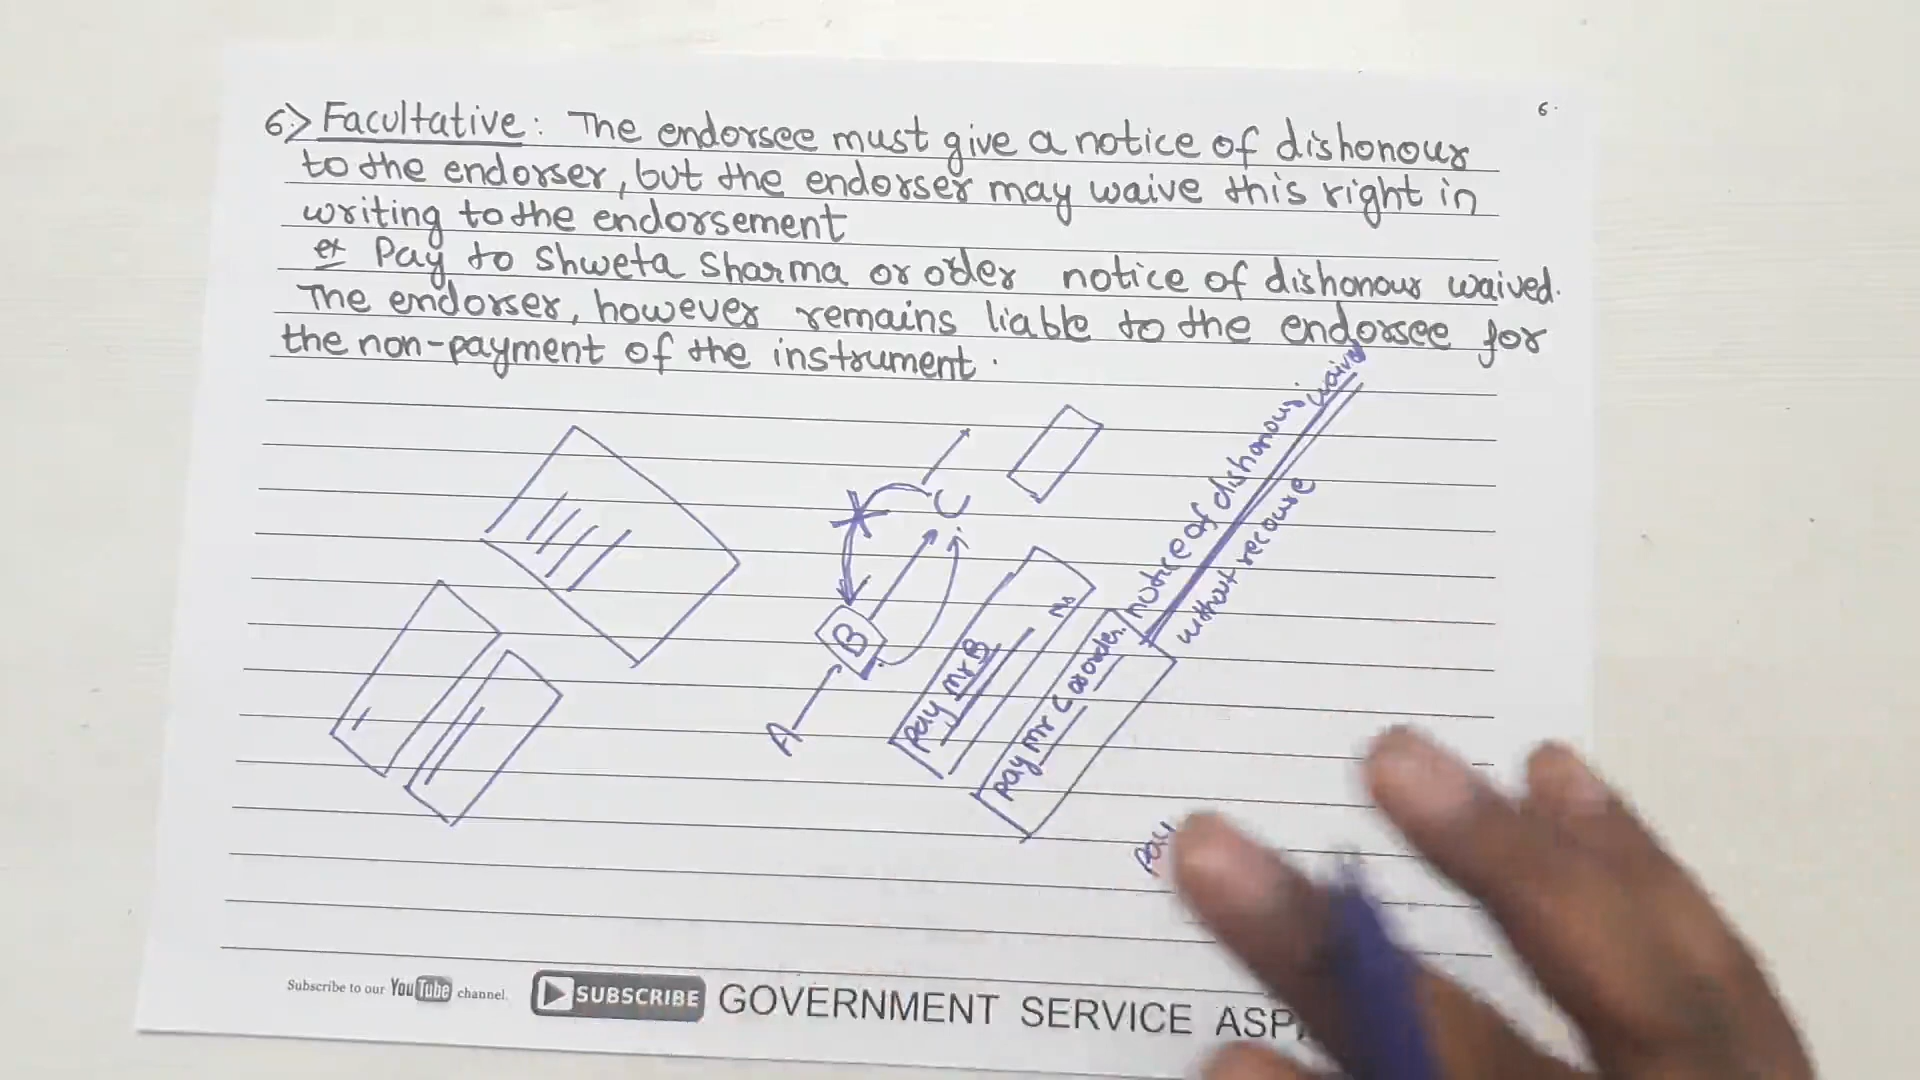 6.
6> Facultative: The endorsee must give a notice of dishonour
to the endorser, but the endorser may waive this right in
writing to the endorsement
ex Pay to Shweta Sharma or order notice of dishonour waived.
The endorser, however remains liable to the endorsee for
the non-payment of the instrument.
C
B
A
Pay Mr B
Pay Mr C or order. notice of dishonour waived
without recourse
Pay
Subscribe to our YouTube channel.
SUBSCRIBE
GOVERNMENT SERVICE